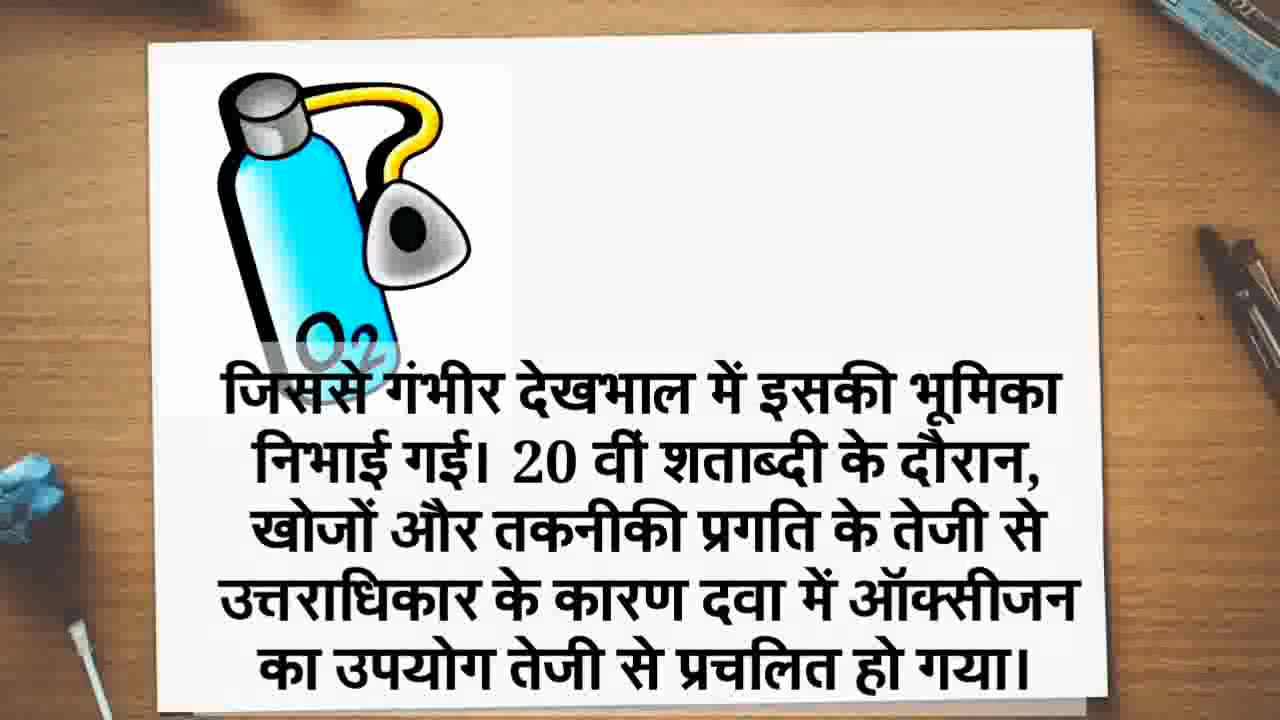 O2
जिससे गंभीर देखभाल में इसकी भूमिका
निभाई गई। 20 वीं शताब्दी के दौरान,
खोजों और तकनीकी प्रगति के तेजी से
उत्तराधिकार के कारण दवा में ऑक्सीजन
का उपयोग तेजी से प्रचलित हो गया।